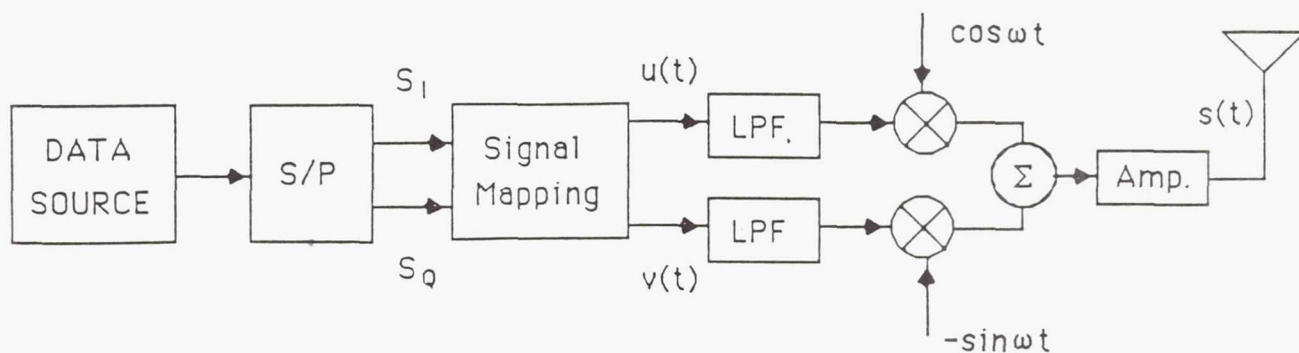 cosωt
u(t)
s(t)
S_I
LPF.
DATA
SOURCE
S/P
Signal
Mapping
Σ
Amp.
LPF
S_Q
v(t)
-sinωt